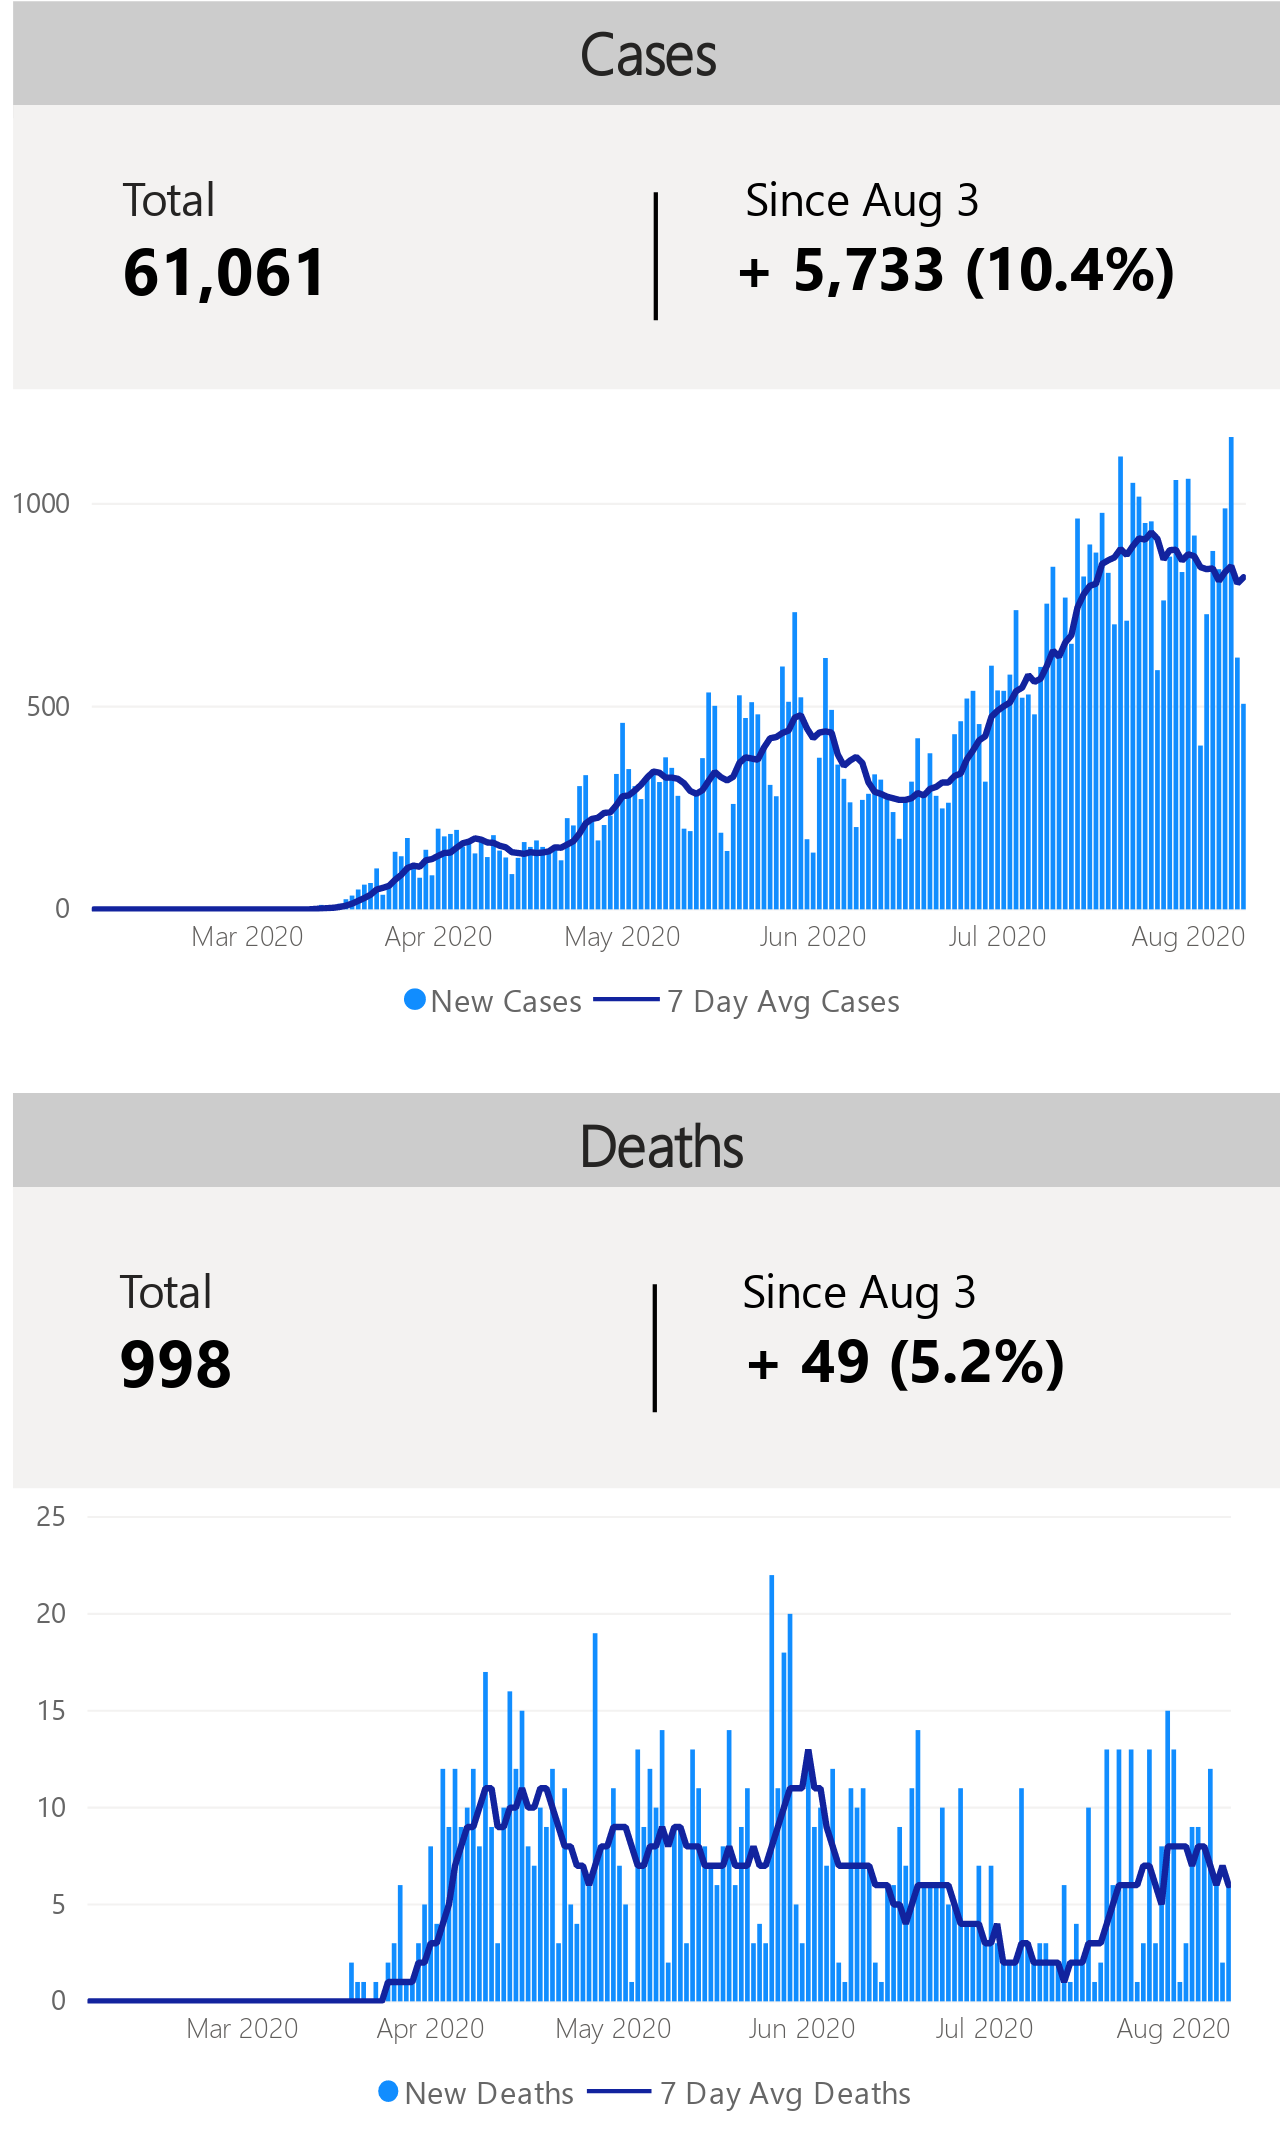 Cases
Total
Since Aug 3
61,061
+ 5,733 (10.4%)
1000
500
0
Mar 2020 Apr 2020 May 2020 Jun 2020 Jul 2020 Aug 2020
New Cases 7 Day Avg Cases
Deaths
Total
Since Aug 3
998
+ 49 (5.2%)
25
20
15
10
5
0
Mar 2020 Apr 2020 May 2020 Jun 2020 Jul 2020 Aug 2020
New Deaths 7 Day Avg Deaths